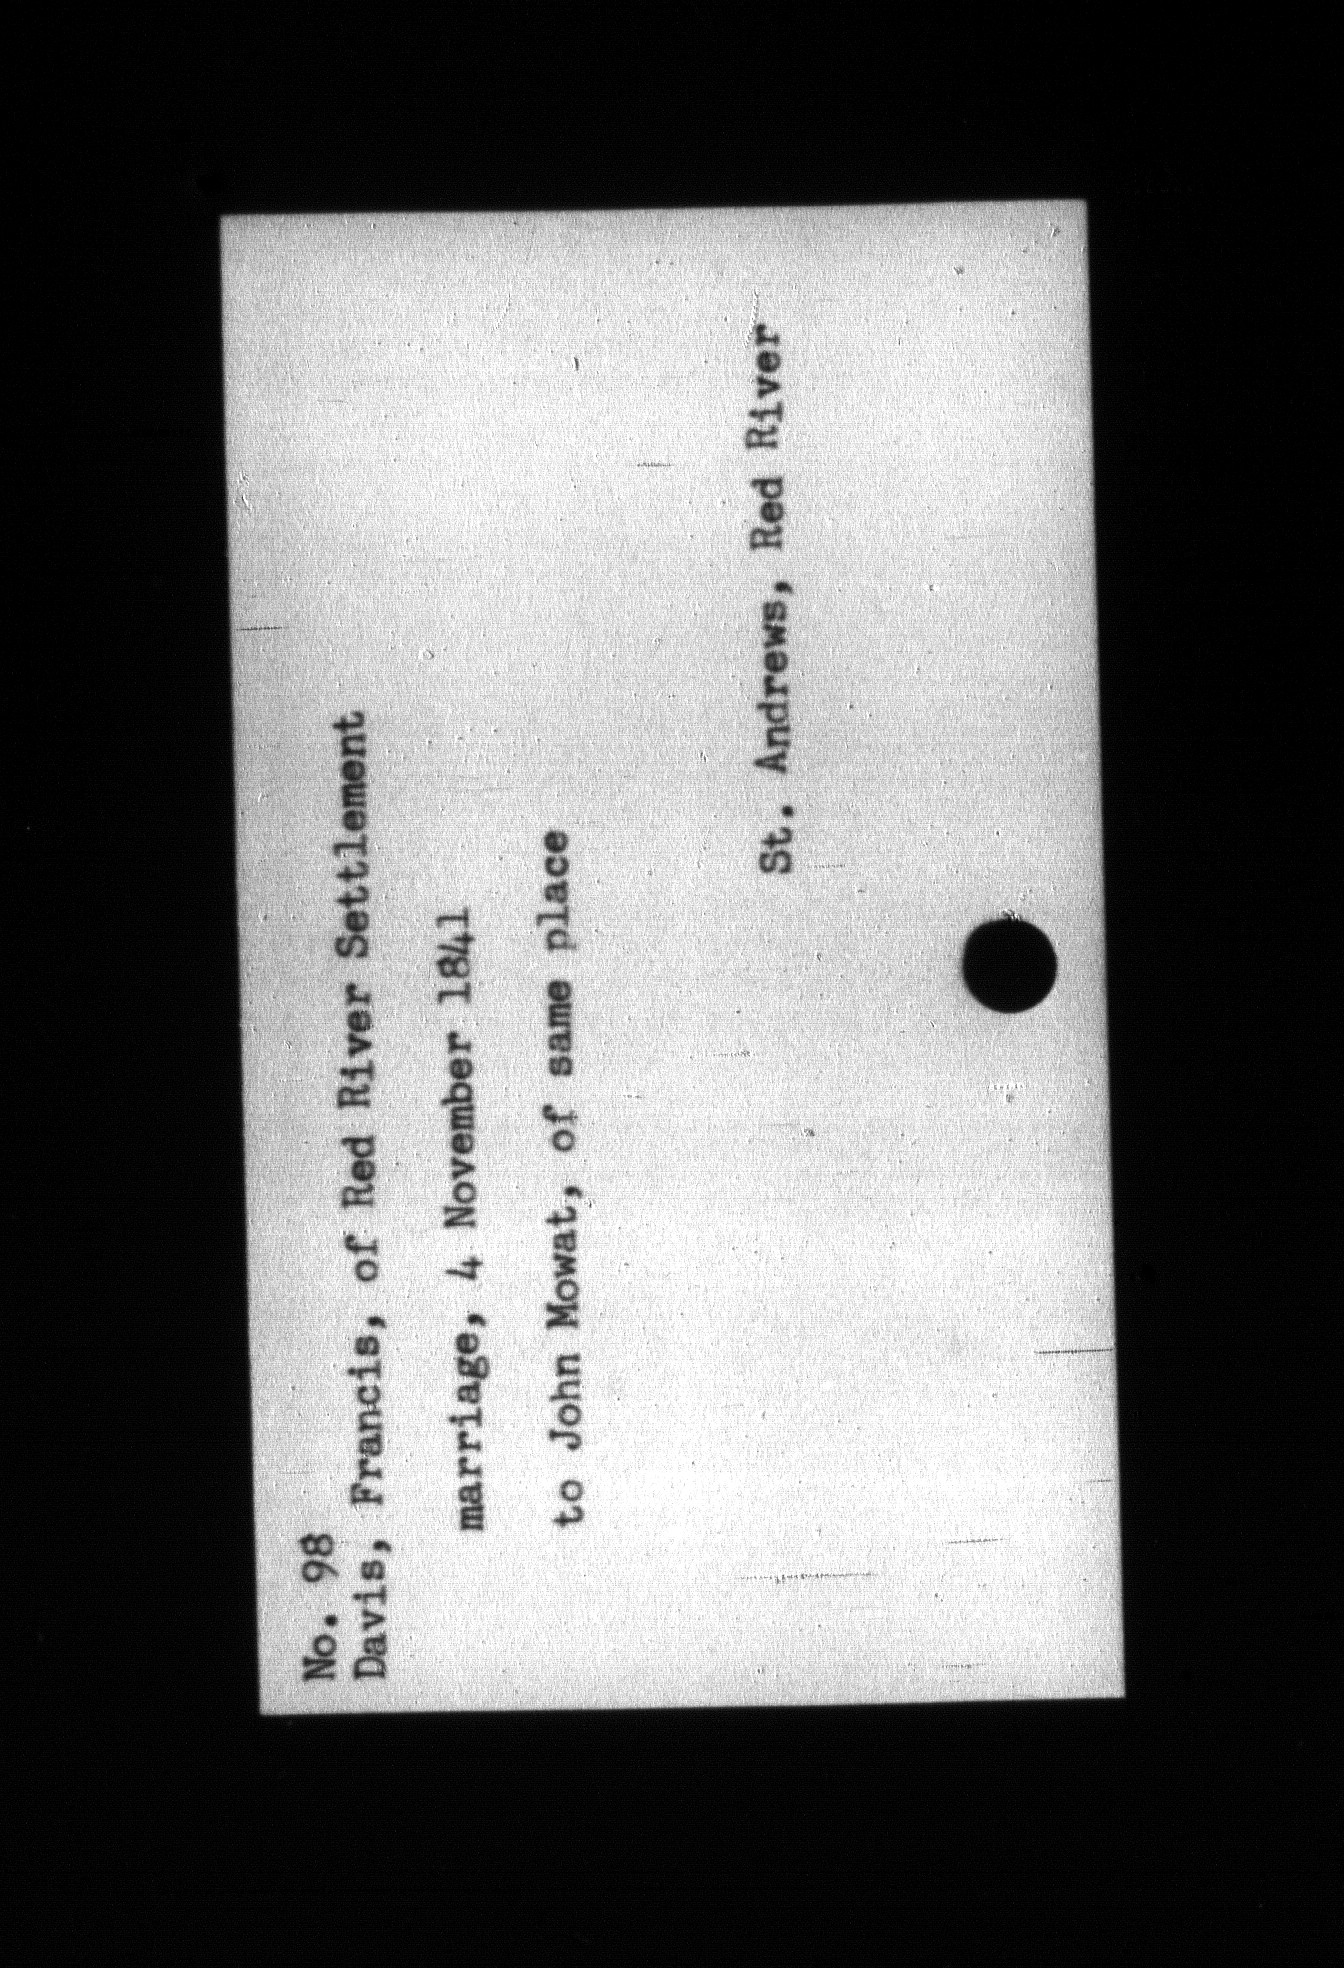 No. 98
Davis, Francis, of Red River Settlement
marriage, 4 November 1841
to John Mowat, of same place
St. Andrews, Red River